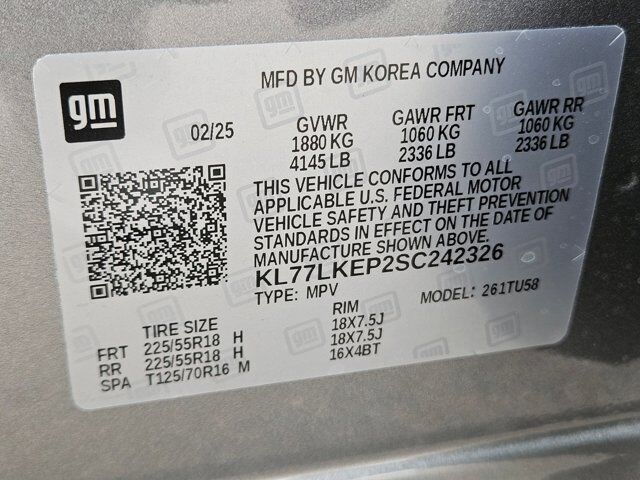 gm
MFD BY GM KOREA COMPANY
02/25
GVWR
1880 KG
4145 LB
GAWR FRT
1060 KG
2336 LB
GAWR RR
1060 KG
2336 LB
THIS VEHICLE CONFORMS TO ALL
APPLICABLE U.S. FEDERAL MOTOR
VEHICLE SAFETY AND THEFT PREVENTION
STANDARDS IN EFFECT ON THE DATE OF
MANUFACTURE SHOWN ABOVE.
KL77LKEP2SC242326
TYPE: MPV MODEL: 261TU58
TIRE SIZE RIM
FRT 225/55R18 H 18X7.5J
RR 225/55R18 H 18X7.5J
SPA T125/70R16 M 16X4BT